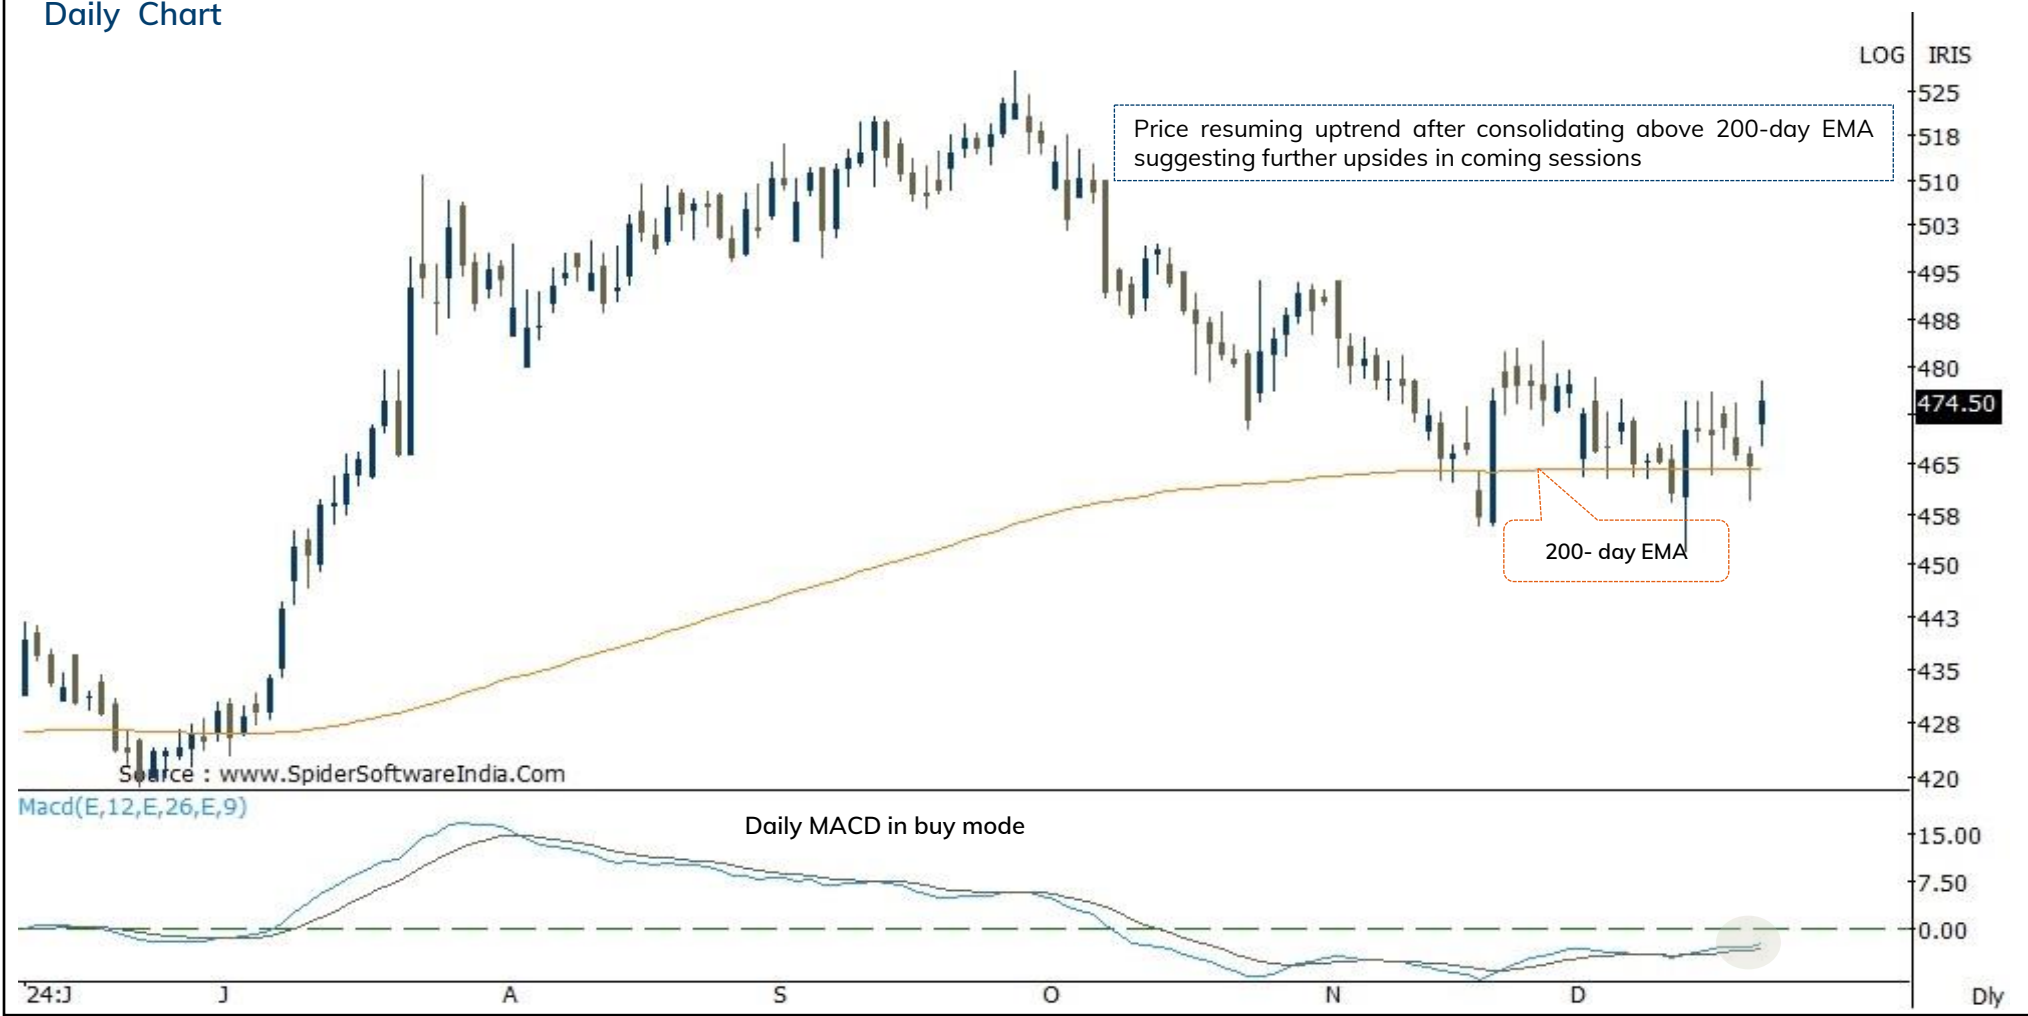 Daily Chart
LOG IRIS
525
Price resuming uptrend after consolidating above 200-day EMA
suggesting further upsides in coming sessions
518
510
503
495
488
480
474.50
465
458
200- day EMA
450
443
435
428
420
Source : www.SpiderSoftwareIndia.Com
Macd(E,12,E,26,E,9)
Daily MACD in buy mode
15.00
7.50
0.00
'24:J J A S O N D Dly